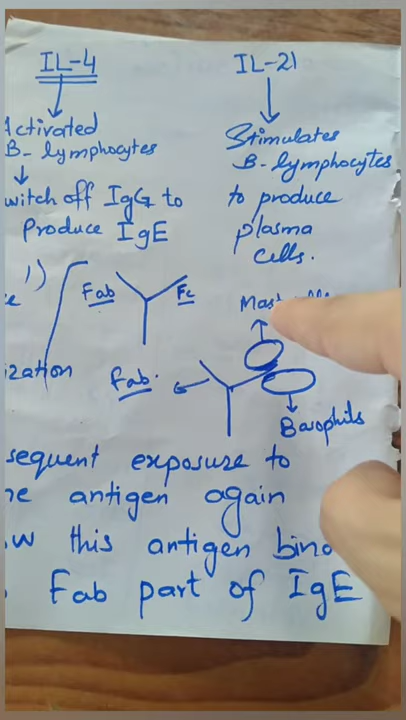 IL-4
Activated
B-lymphocytes
witch off IgG to
Produce IgE
IL-21
Stimulates
B-lymphocytes
to produce
plasma
cells.
1)
Fab
Fc
Mast
ization
Fab.
Basophils
sequent exposure to
antigen again
this antigen bind
Fab part of IgE